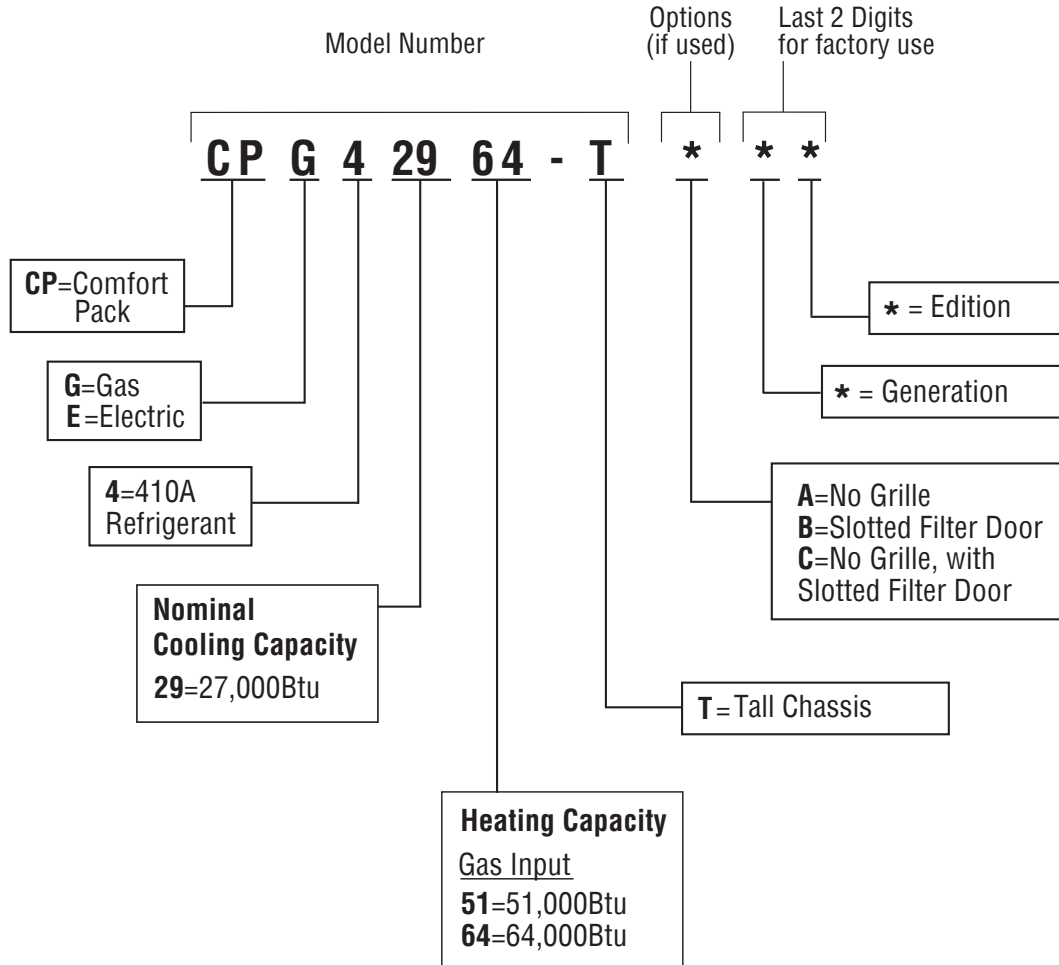 Model Number
Options
(if used)
Last 2 Digits
for factory use
CP G 4 29 64 - T * * *
CP=Comfort
Pack
* = Edition
G=Gas
E=Electric
* = Generation
4=410A
Refrigerant
A=No Grille
B=Slotted Filter Door
C=No Grille, with
Slotted Filter Door
Nominal
Cooling Capacity
29=27,000Btu
T=Tall Chassis
Heating Capacity
Gas Input
51=51,000Btu
64=64,000Btu